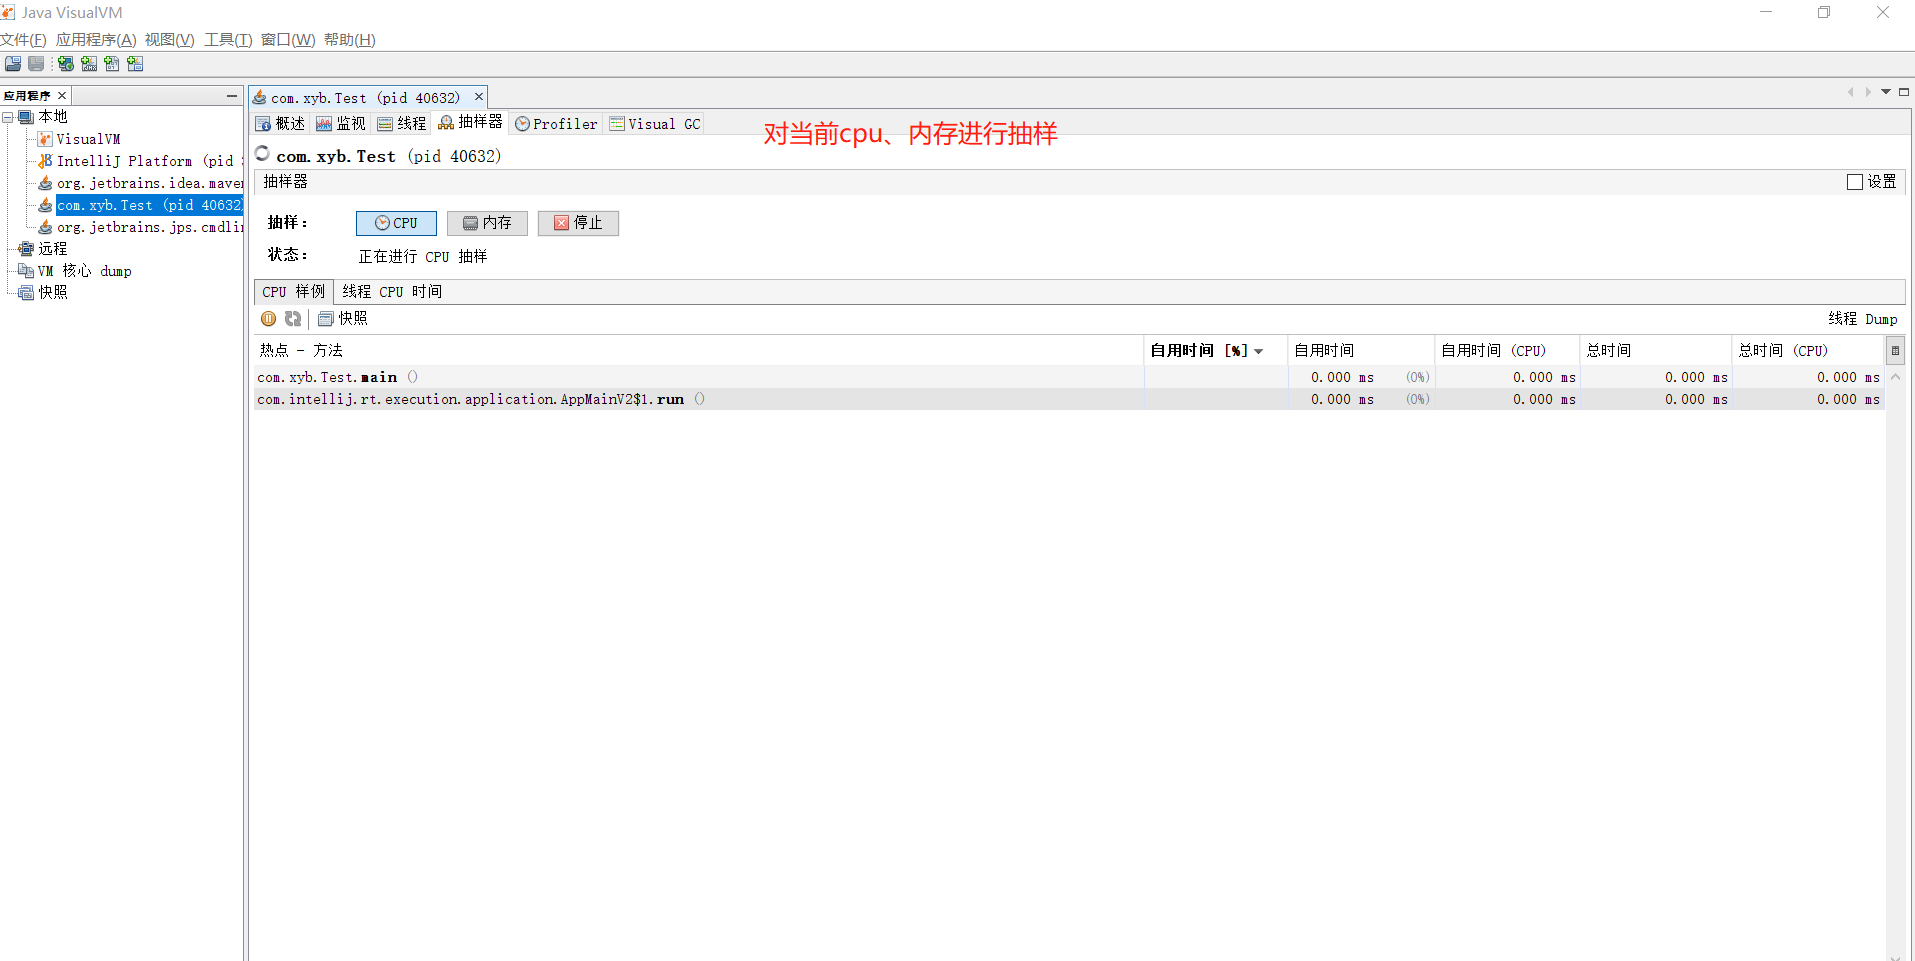 Java VisualVM
文件(F) 应用程序(A) 视图(V) 工具(T) 窗口(W) 帮助(H)
应用程序
本地
VisualVM
IntelliJ Platform (pid
org.jetbrains.idea.maven
com.xyb.Test (pid 40632)
org.jetbrains.jps.cmdlin
远程
VM 核心 dump
快照
com.xyb.Test (pid 40632)
概述 监视 线程 抽样器 Profiler Visual GC
对当前cpu、内存进行抽样
com.xyb.Test (pid 40632)
抽样器 设置
抽样： CPU 内存 停止
状态： 正在进行 CPU 抽样
CPU 样例 线程 CPU 时间
快照 线程 Dump
热点 - 方法 自用时间 [%] 自用时间 自用时间 (CPU) 总时间 总时间 (CPU)
com.xyb.Test.main () 0.000 ms (0%) 0.000 ms 0.000 ms 0.000 ms
com.intellij.rt.execution.application.AppMainV2$1.run () 0.000 ms (0%) 0.000 ms 0.000 ms 0.000 ms